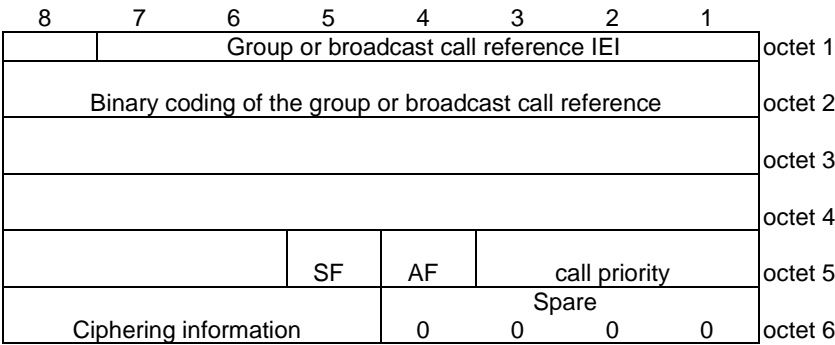 8 7 6 5 4 3 2 1
Group or broadcast call reference IEI octet 1
Binary coding of the group or broadcast call reference octet 2
octet 3
octet 4
SF AF call priority octet 5
Spare
Ciphering information 0 0 0 0 octet 6